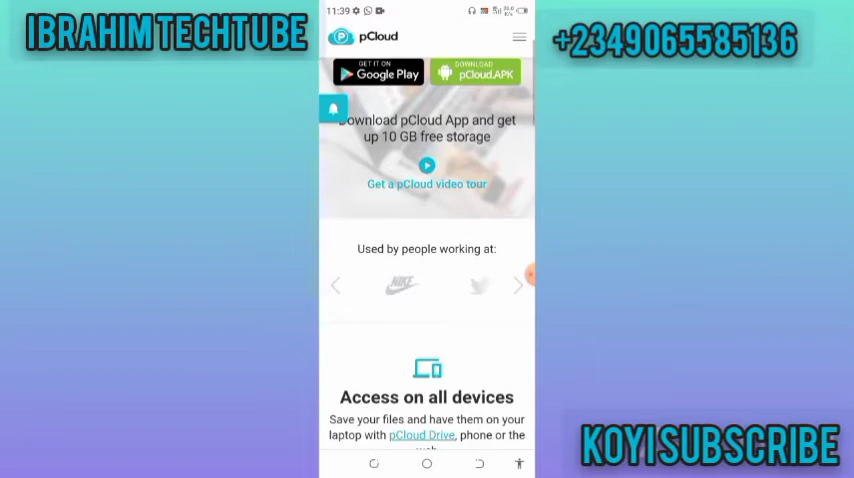 IBRAHIM TECHTUBE
+2349065585136
11:39
pCloud
GET IT ON
Google Play
DOWNLOAD
pCloud.APK
Download pCloud App and get
up 10 GB free storage
Get a pCloud video tour
Used by people working at:
NIKE
Access on all devices
Save your files and have them on your
laptop with pCloud Drive, phone or the
KOYI SUBSCRIBE